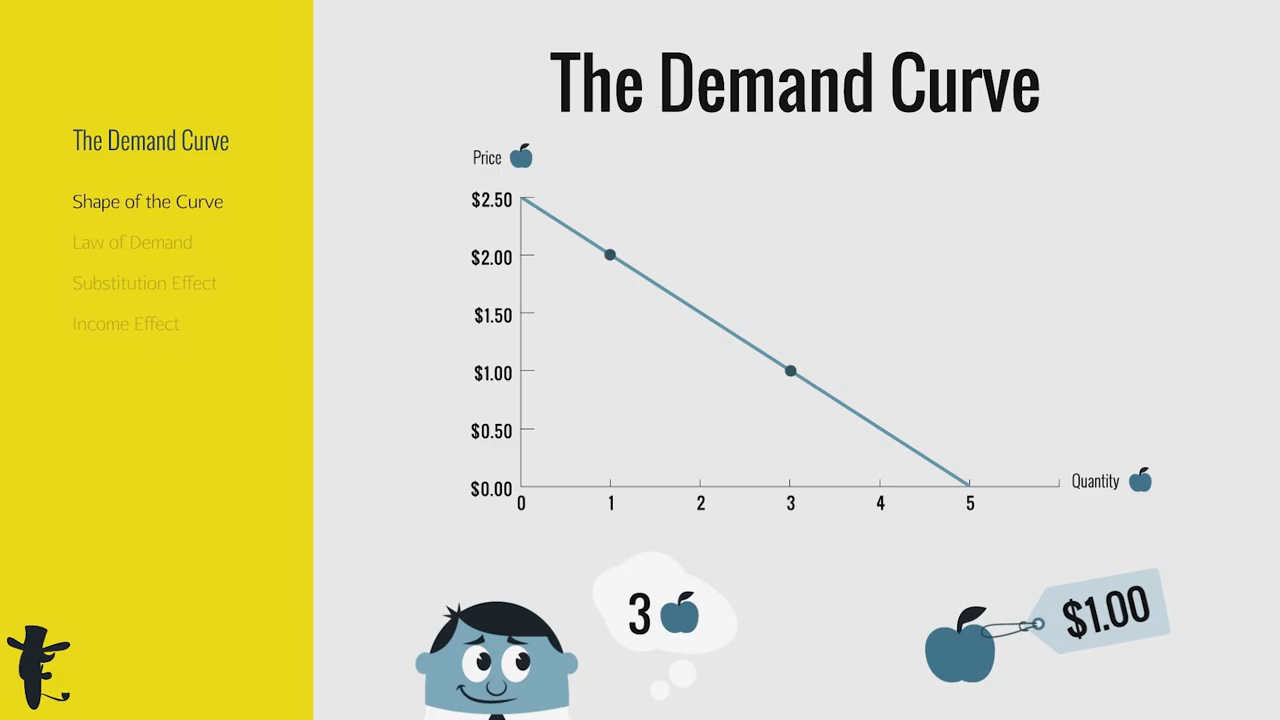 The Demand Curve
The Demand Curve
Shape of the Curve
Law of Demand
Substitution Effect
Income Effect
Price
$2.50
$2.00
$1.50
$1.00
$0.50
$0.00
0 1 2 3 4 5
Quantity
3
$1.00